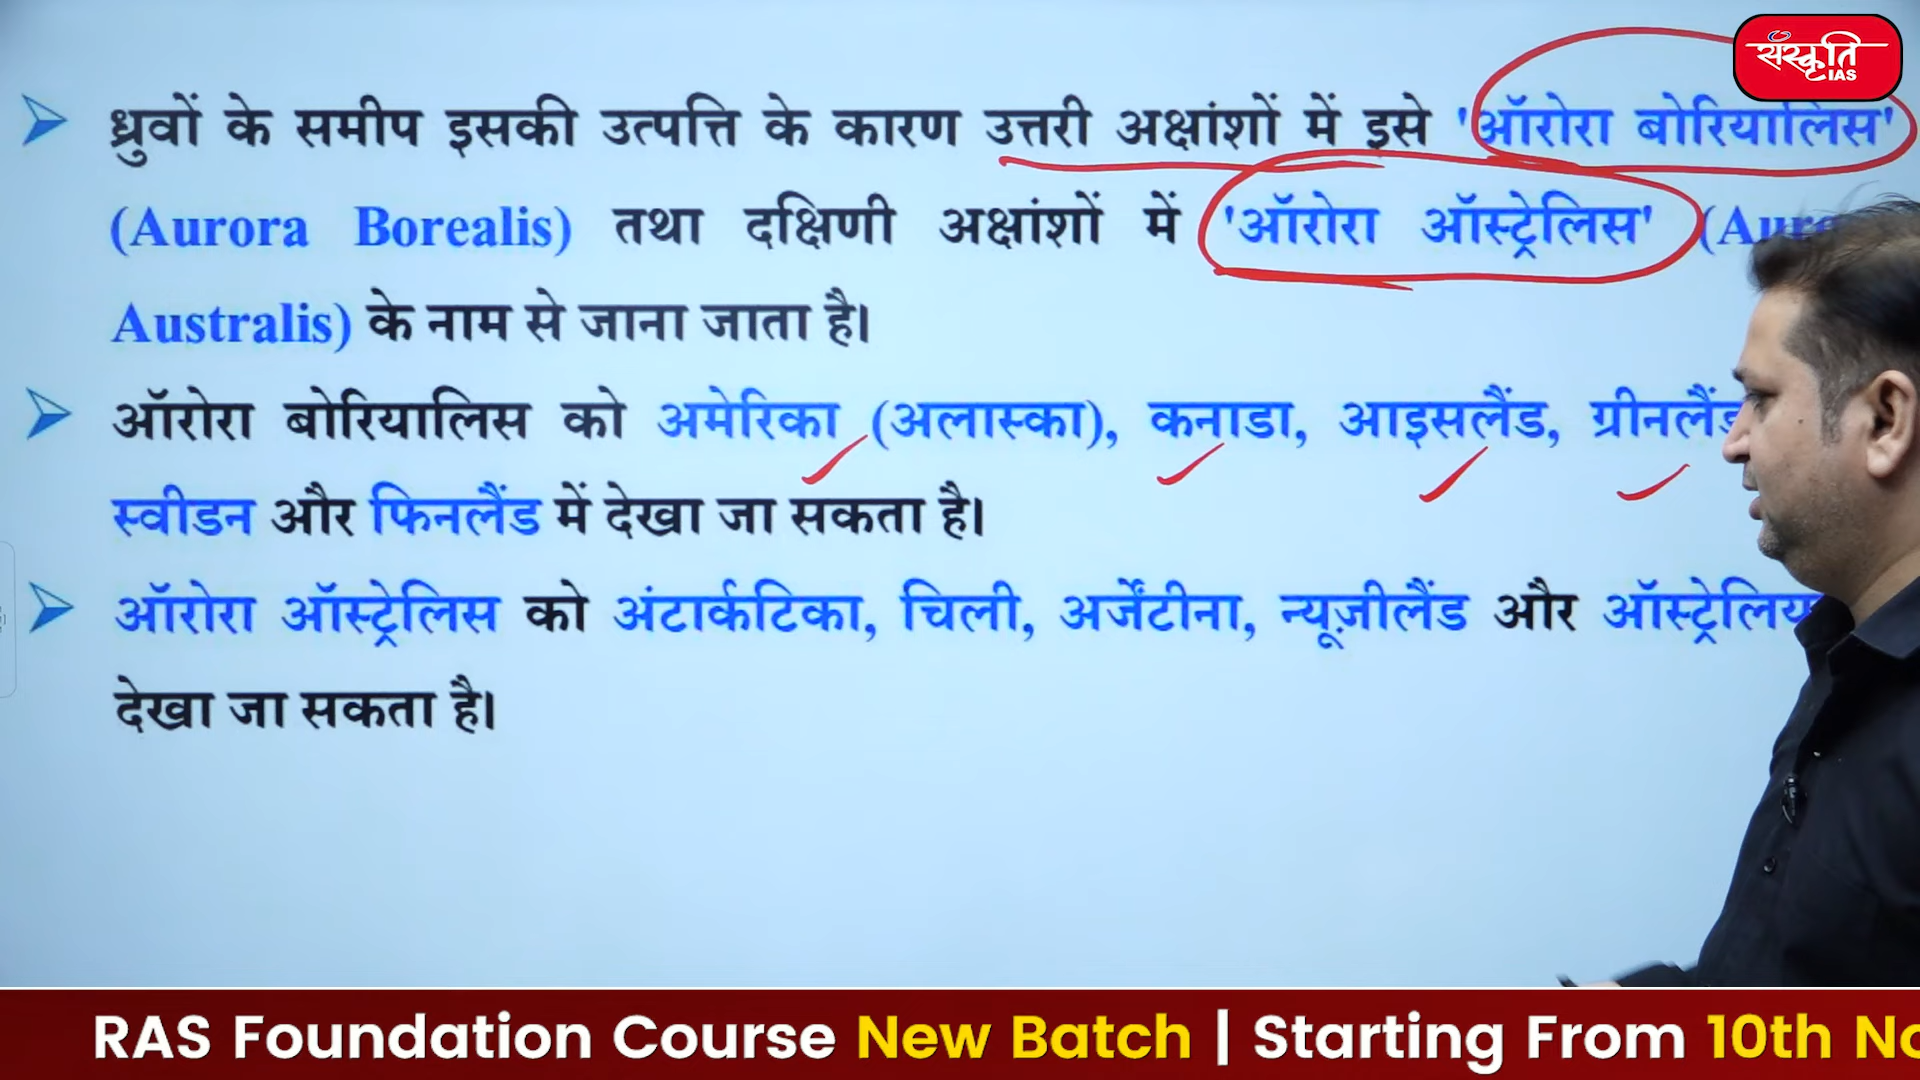 संस्कृति
IAS
ध्रुवों के समीप इसकी उत्पत्ति के कारण उत्तरी अक्षांशों में इसे 'ऑरोरा बोरियालिस'
(Aurora Borealis) तथा दक्षिणी अक्षांशों में 'ऑरोरा ऑस्ट्रेलिस'
Australis) के नाम से जाना जाता है।
ऑरोरा बोरियालिस को अमेरिका (अलास्का), कनाडा, आइसलैंड, ग्रीनलैंड
स्वीडन और फिनलैंड में देखा जा सकता है।
ऑरोरा ऑस्ट्रेलिस को अंटार्कटिका, चिली, अर्जेंटीना, न्यूज़ीलैंड और
देखा जा सकता है।
RAS Foundation Course New Batch | Starting From 10th